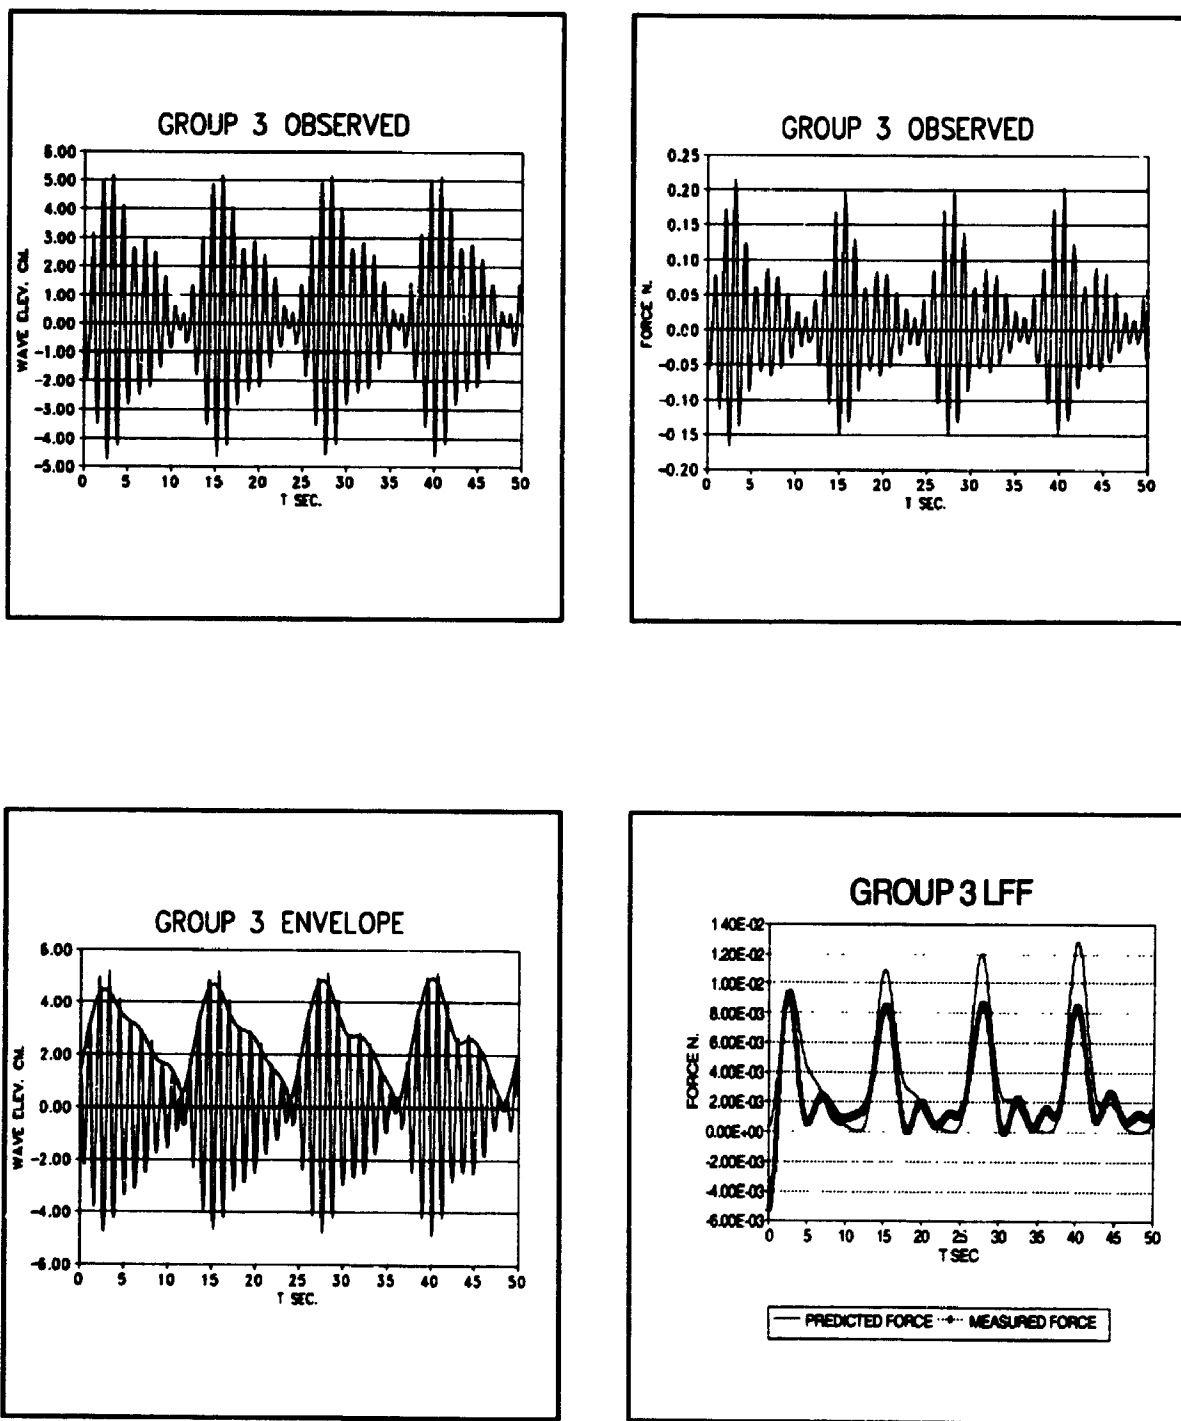 GROUP 3 OBSERVED
6.00
5.00
4.00
3.00
2.00
1.00
0.00
-1.00
-2.00
-3.00
-4.00
-5.00
WAVE ELEV. CM.
0 5 10 15 20 25 30 35 40 45 50
T SEC.
GROUP 3 OBSERVED
0.25
0.20
0.15
0.10
0.05
0.00
-0.05
-0.10
-0.15
-0.20
FORCE N.
0 5 10 15 20 25 30 35 40 45 50
T SEC.
GROUP 3 ENVELOPE
6.00
4.00
2.00
0.00
-2.00
-4.00
-6.00
WAVE ELEV. CM.
0 5 10 15 20 25 30 35 40 45 50
T SEC.
GROUP 3 LFF
1.40E-02
1.20E-02
1.00E-02
8.00E-03
6.00E-03
4.00E-03
2.00E-03
0.00E+00
-2.00E-03
-4.00E-03
-6.00E-03
FORCE N.
0 5 10 15 20 25 30 35 40 45 50
T SEC
PREDICTED FORCE MEASURED FORCE